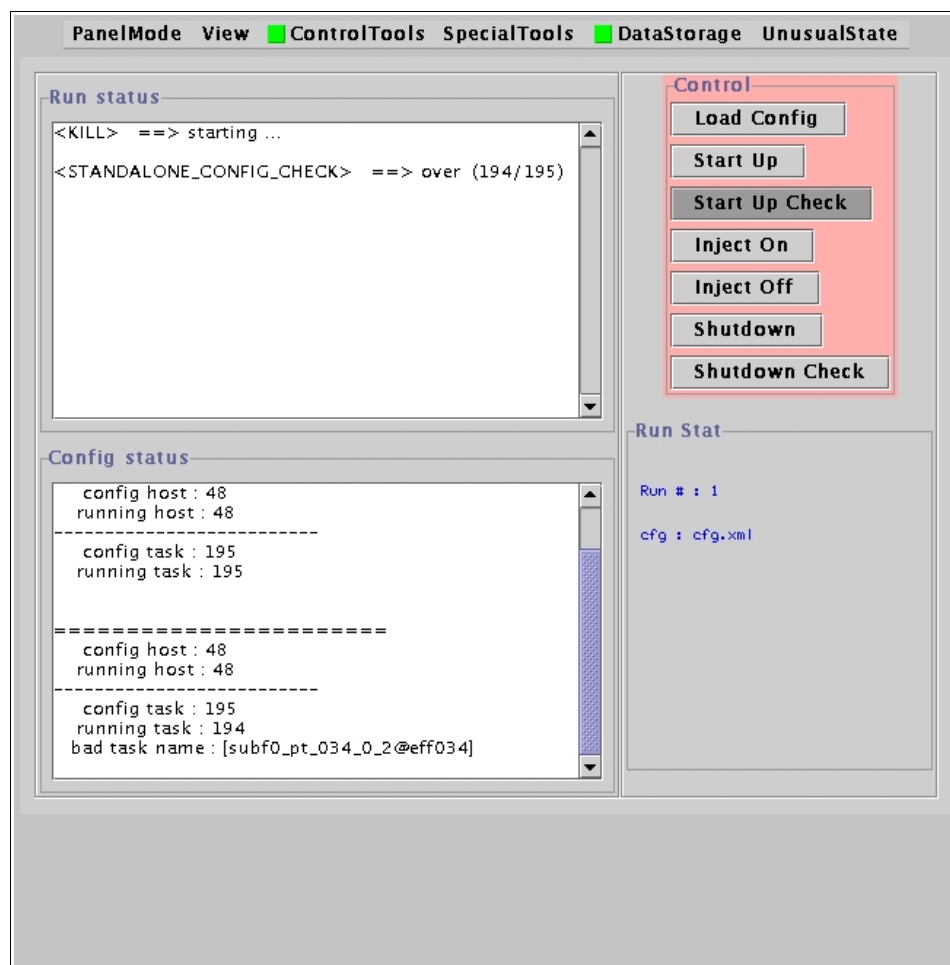 PanelMode View ControlTools SpecialTools DataStorage UnusualState
Run status
<KILL> ==> starting ...
<STANDALONE_CONFIG_CHECK> ==> over (194/195)
Config status
config host : 48
running host : 48
--------------------------
config task : 195
running task : 195
=======================
config host : 48
running host : 48
--------------------------
config task : 195
running task : 194
bad task name : [subf0_pt_034_0_2@eff034]
Control
Load Config
Start Up
Start Up Check
Inject On
Inject Off
Shutdown
Shutdown Check
Run Stat
Run # : 1
cfg : cfg.xml